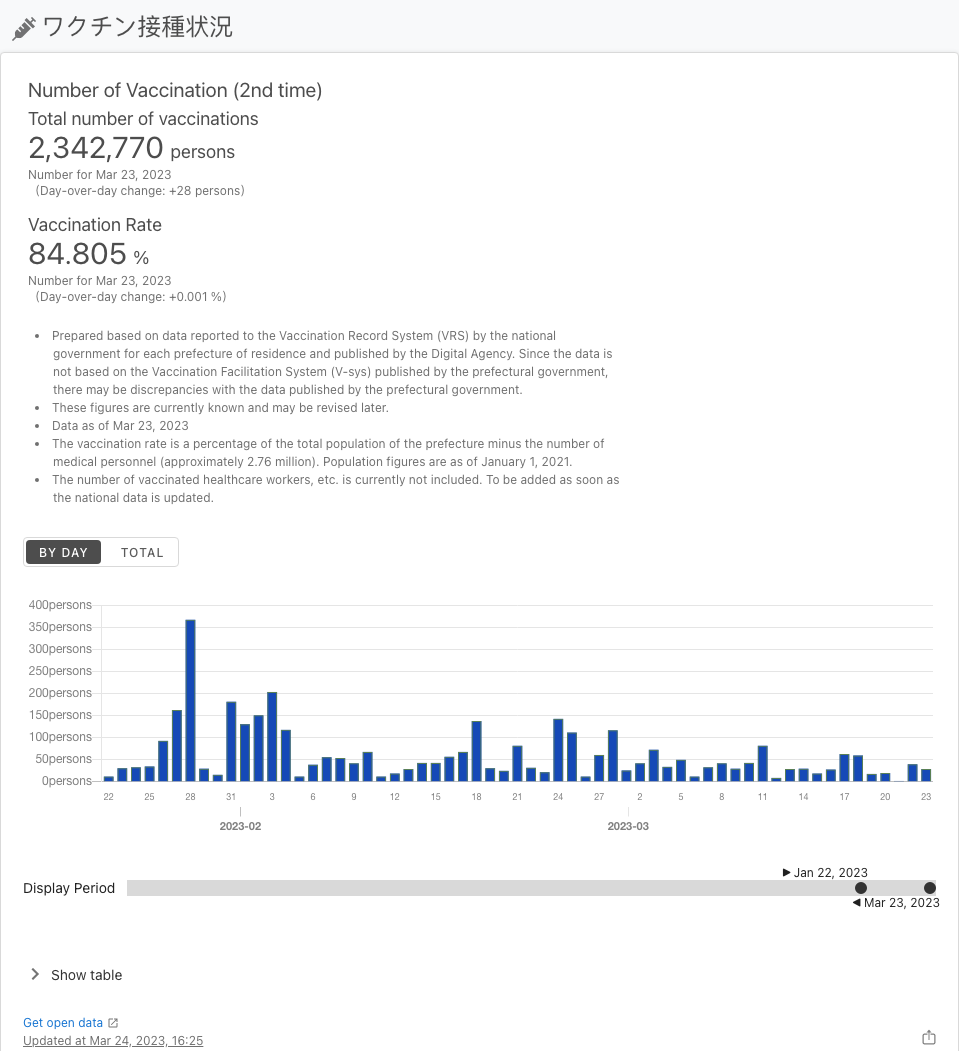 ワクチン接種状況
Number of Vaccination (2nd time)
Total number of vaccinations
2,342,770 persons
Number for Mar 23, 2023
(Day-over-day change: +28 persons)
Vaccination Rate
84.805 %
Number for Mar 23, 2023
(Day-over-day change: +0.001 %)
• Prepared based on data reported to the Vaccination Record System (VRS) by the national
government for each prefecture of residence and published by the Digital Agency. Since the data is
not based on the Vaccination Facilitation System (V-sys) published by the prefectural government,
there may be discrepancies with the data published by the prefectural government.
• These figures are currently known and may be revised later.
• Data as of Mar 23, 2023
• The vaccination rate is a percentage of the total population of the prefecture minus the number of
medical personnel (approximately 2.76 million). Population figures are as of January 1, 2021.
• The number of vaccinated healthcare workers, etc. is currently not included. To be added as soon as
the national data is updated.
BY DAY TOTAL
400persons
350persons
300persons
250persons
200persons
150persons
100persons
50persons
0persons
22 25 28 31 3 6 9 12 15 18 21 24 27 2 5 8 11 14 17 20 23
2023-02 2023-03
Jan 22, 2023
Display Period
Mar 23, 2023
Show table
Get open data
Updated at Mar 24, 2023, 16:25